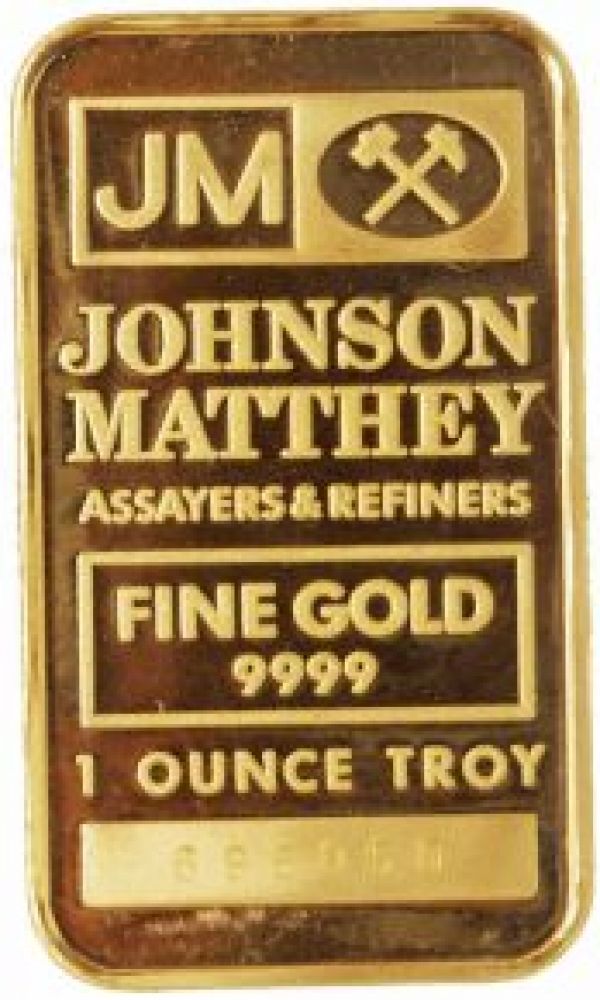 JM
JOHNSON
MATTHEY
ASSAYERS & REFINERS
FINE GOLD
9999
1 OUNCE TROY